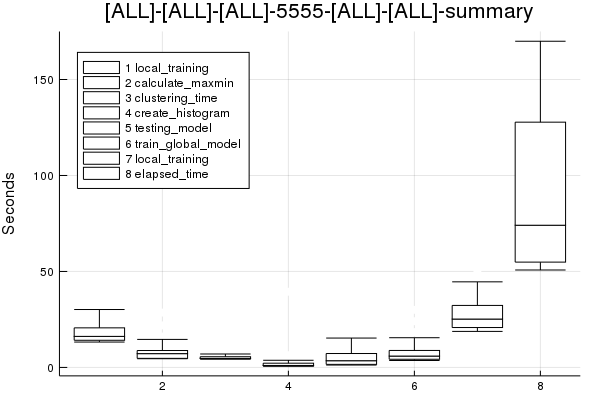 [ALL]-[ALL]-[ALL]-5555-[ALL]-[ALL]-summary
150
100
50
0
Seconds
1 local_training
2 calculate_maxmin
3 clustering_time
4 create_histogram
5 testing_model
6 train_global_model
7 local_training
8 elapsed_time
2
4
6
8